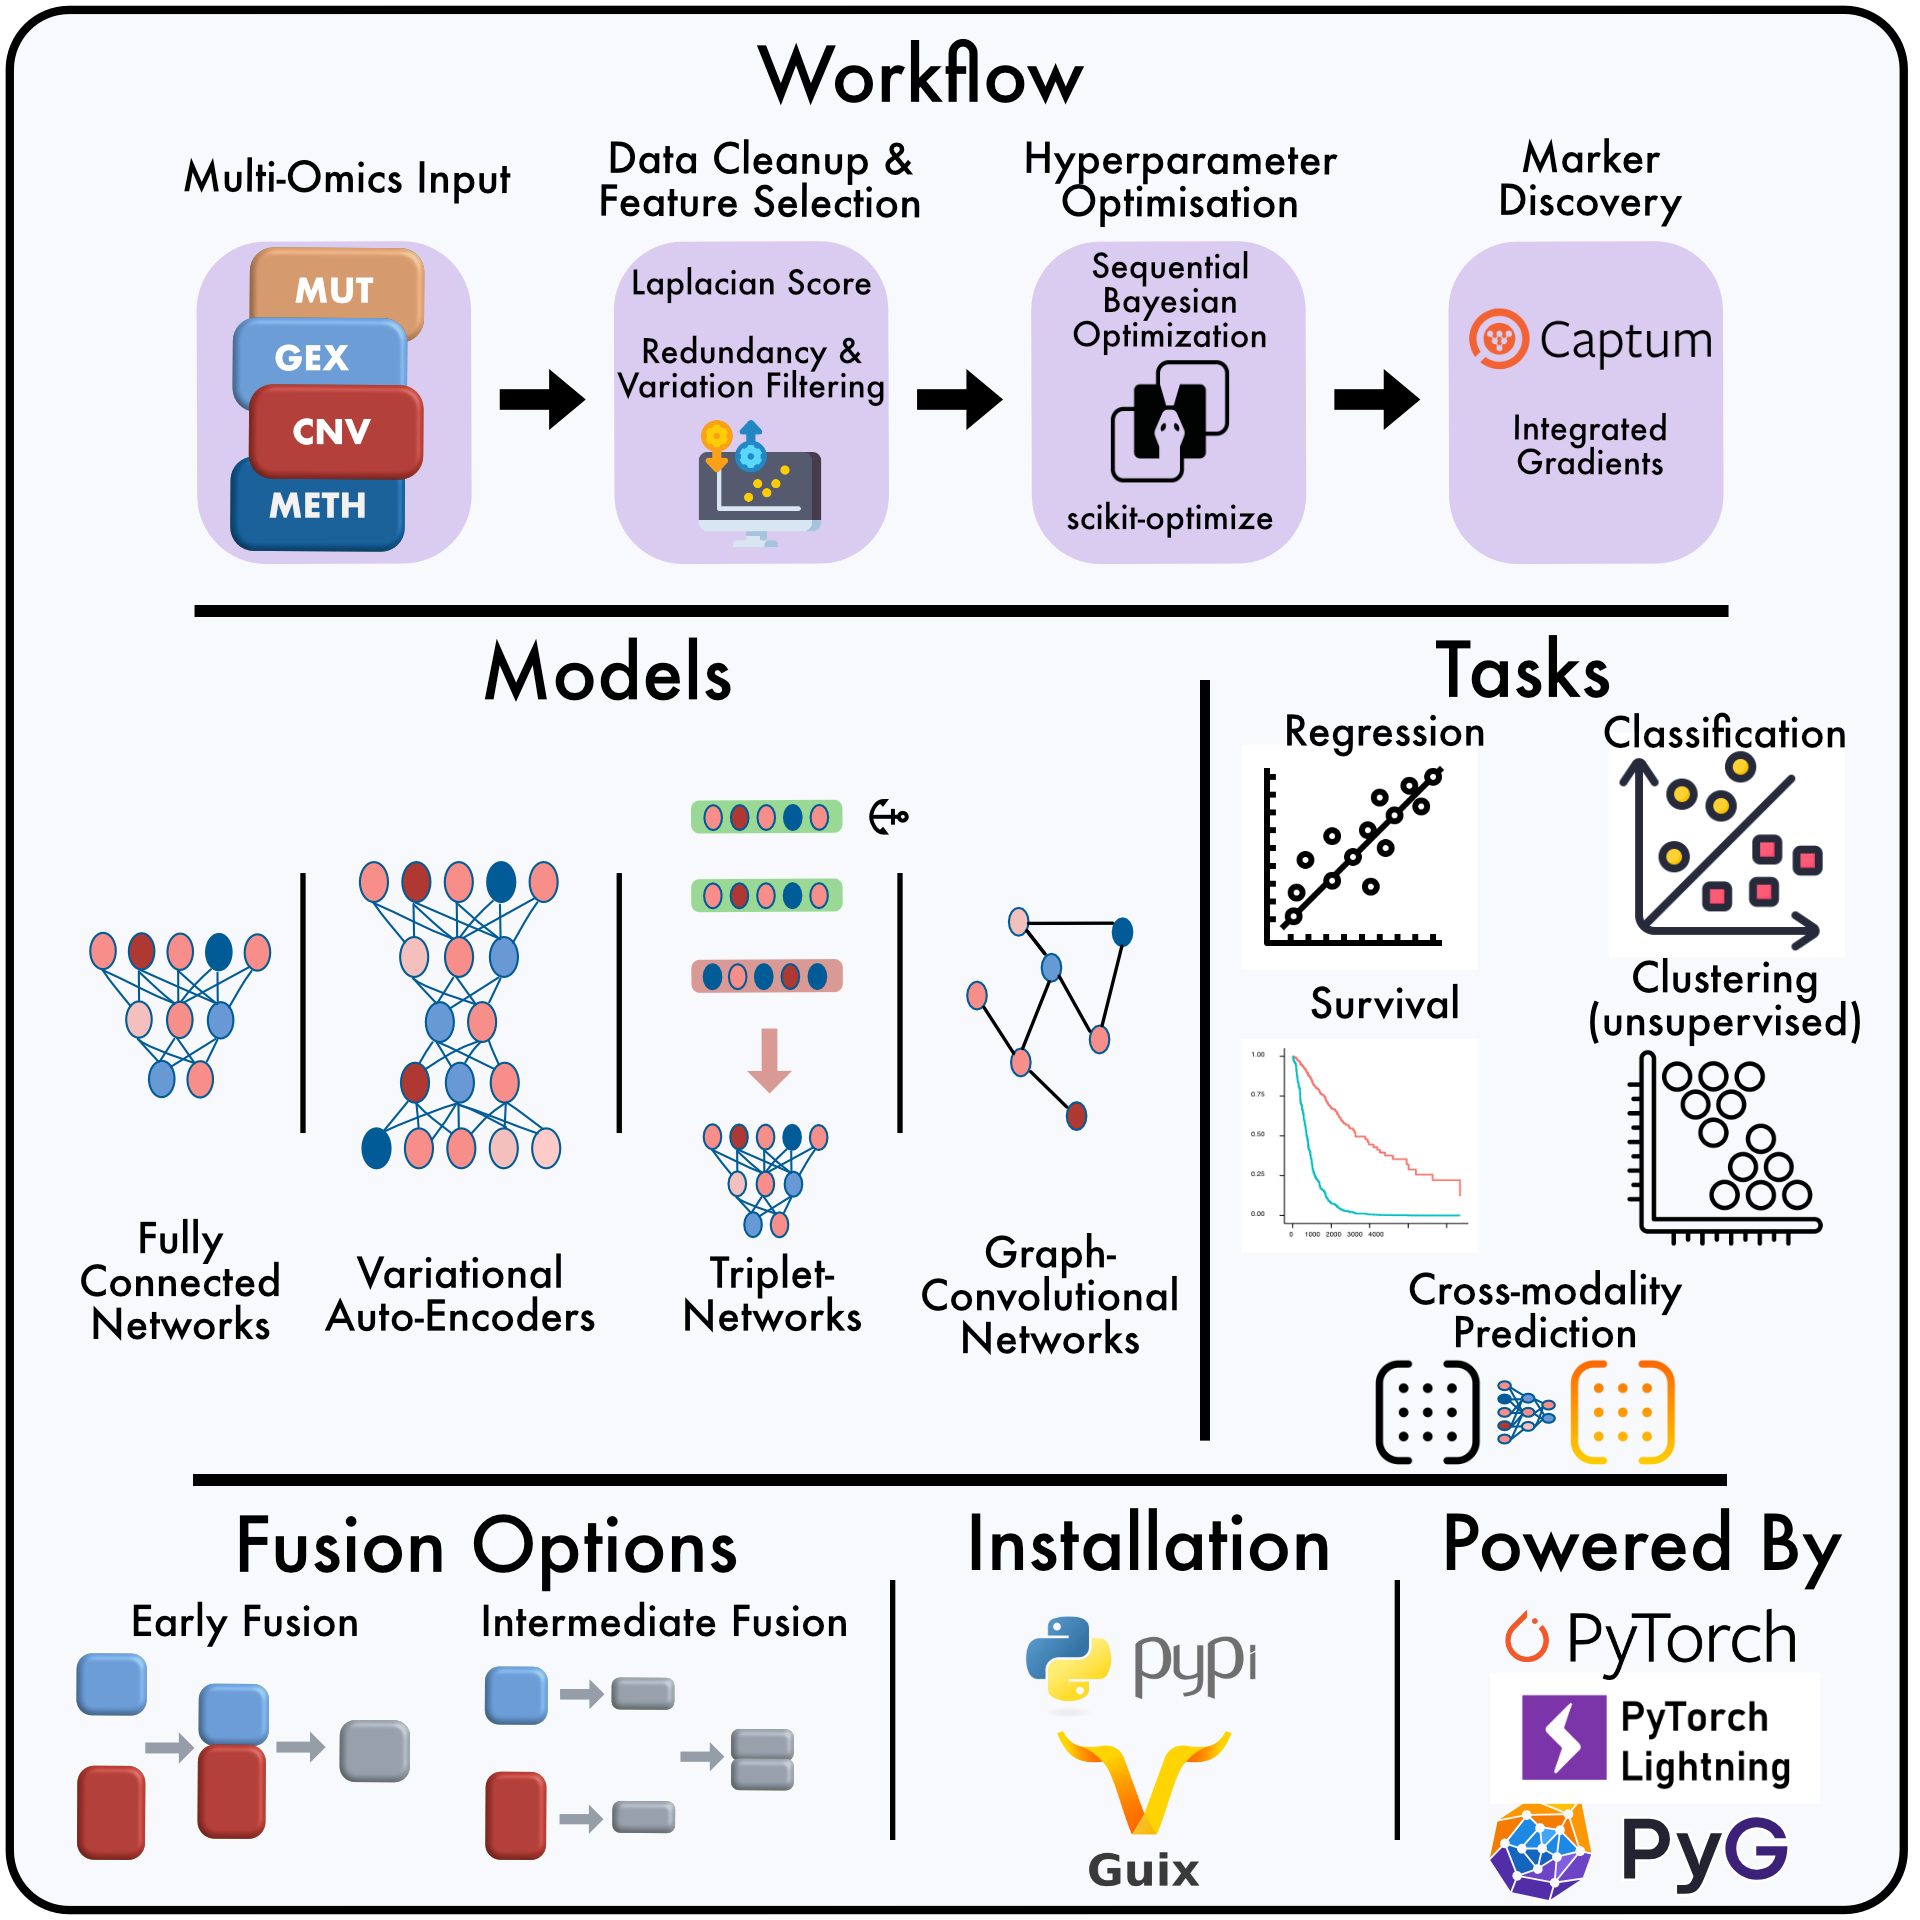 Workflow
Multi-Omics Input
Data Cleanup &
Feature Selection
Hyperparameter
Optimisation
Marker
Discovery
MUT
GEX
CNV
METH
Laplacian Score
Redundancy &
Variation Filtering
Sequential
Bayesian
Optimization
scikit-optimize
Captum
Integrated
Gradients
Models
Fully
Connected
Networks
Variational
Auto-Encoders
Triplet-
Networks
Graph-
Convolutional
Networks
Tasks
Regression
Classification
Survival
1.00
0.75
0.50
0.25
0.00
0 1000 2000 3000 4000
Clustering
(unsupervised)
Cross-modality
Prediction
Fusion Options
Early Fusion
Intermediate Fusion
Installation
pypi
Guix
Powered By
PyTorch
PyTorch
Lightning
PyG